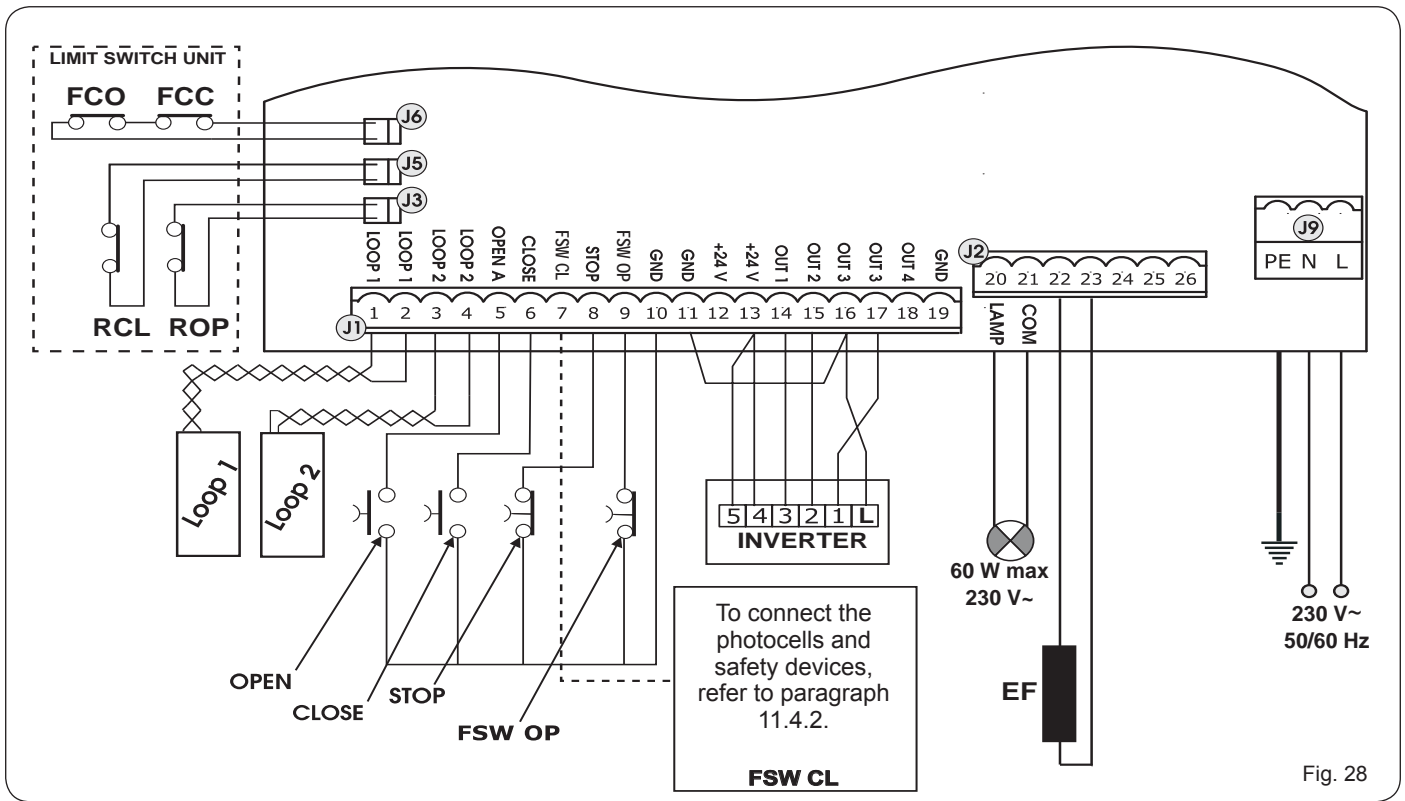 LIMIT SWITCH UNIT
FCO FCC
J6
J5
J3
RCL ROP
LOOP 1 LOOP 1 LOOP 2 LOOP 2 OPEN A CLOSE FSW CL STOP FSW OP GND GND +24 V +24 V OUT 1 OUT 2 OUT 3 OUT 3 OUT 4 GND
J1
1 2 3 4 5 6 7 8 9 10 11 12 13 14 15 16 17 18 19
J2
20 21 22 23 24 25 26
LAMP COM
J9
PE N L
Loop 1
Loop 2
OPEN
CLOSE
STOP
FSW OP
5 4 3 2 1 L
INVERTER
To connect the
photocells and
safety devices,
refer to paragraph
11.4.2.
FSW CL
60 W max
230 V~
EF
230 V~
50/60 Hz
Fig. 28